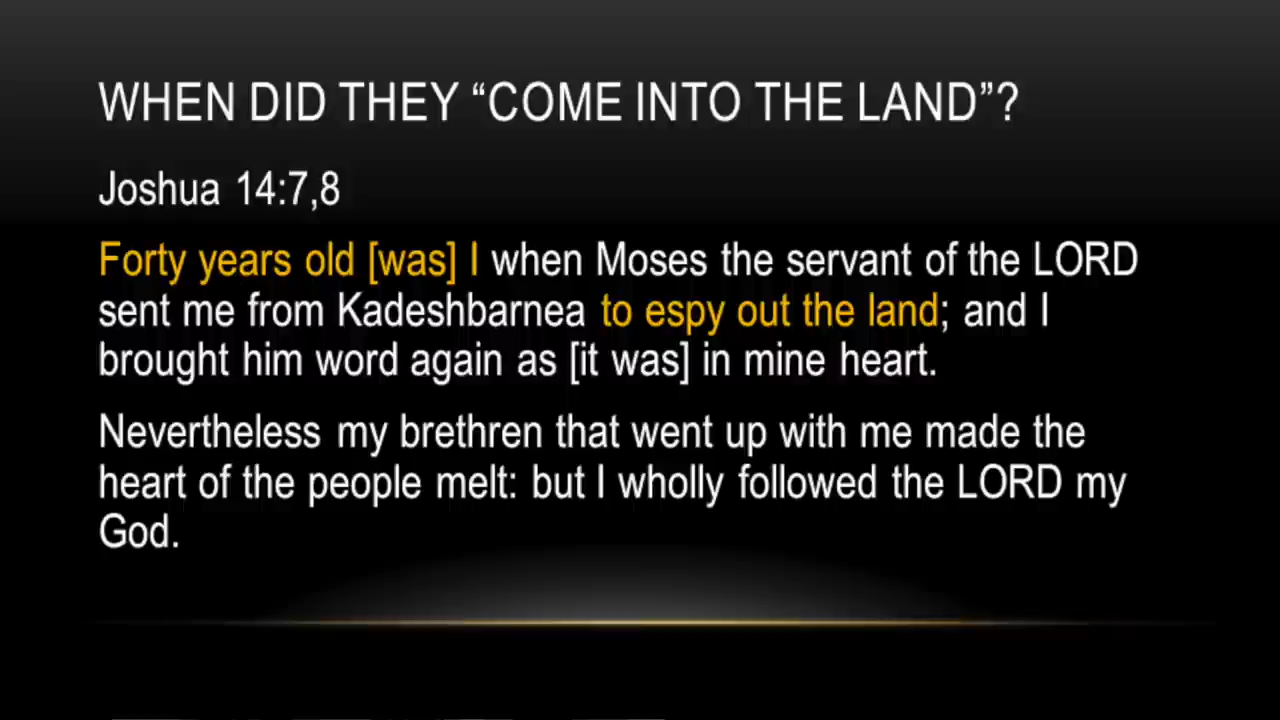 WHEN DID THEY “COME INTO THE LAND”?
Joshua 14:7,8
Forty years old [was] I when Moses the servant of the LORD
sent me from Kadeshbarnea to espy out the land; and I
brought him word again as [it was] in mine heart.
Nevertheless my brethren that went up with me made the
heart of the people melt: but I wholly followed the LORD my
God.